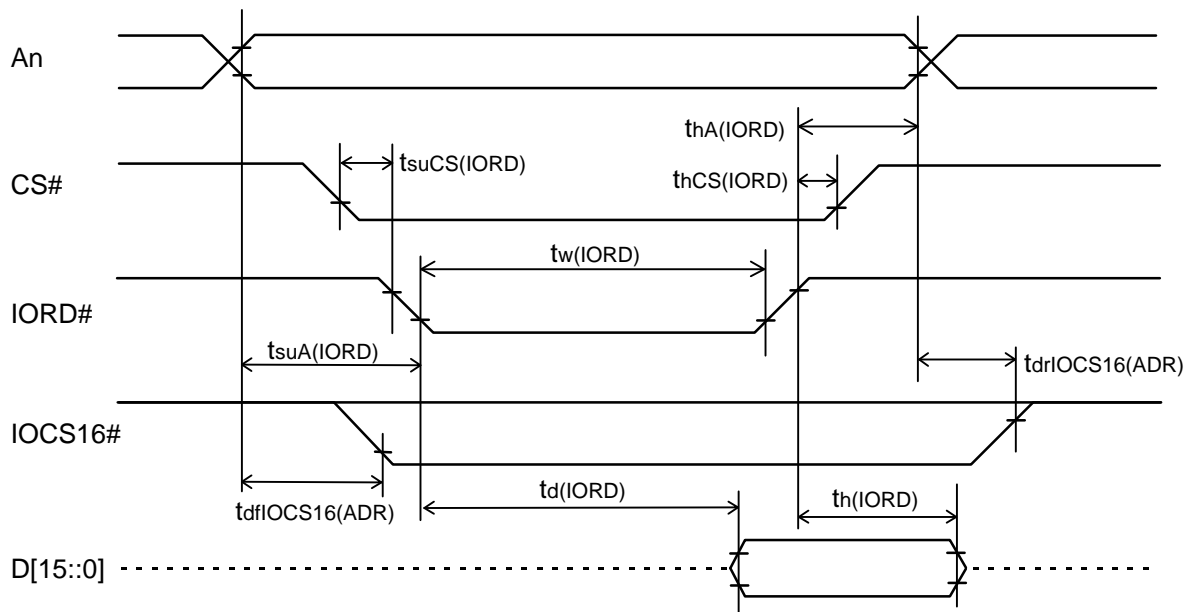 An
thA(IORD)
CS#
tsuCS(IORD)
thCS(IORD)
tw(IORD)
IORD#
tsuA(IORD)
tdrIOCS16(ADR)
IOCS16#
td(IORD)
th(IORD)
tdfIOCS16(ADR)
D[15::0]